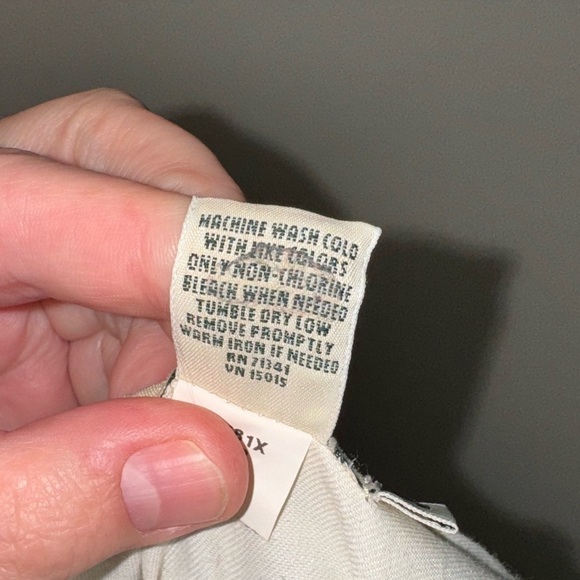 MACHINE WASH COLD
WITH LIKE COLORS
ONLY NON-CHLORINE
BLEACH WHEN NEEDED
TUMBLE DRY LOW
REMOVE PROMPTLY
WARM IRON IF NEEDED
RN 71341
VN 15015
81X